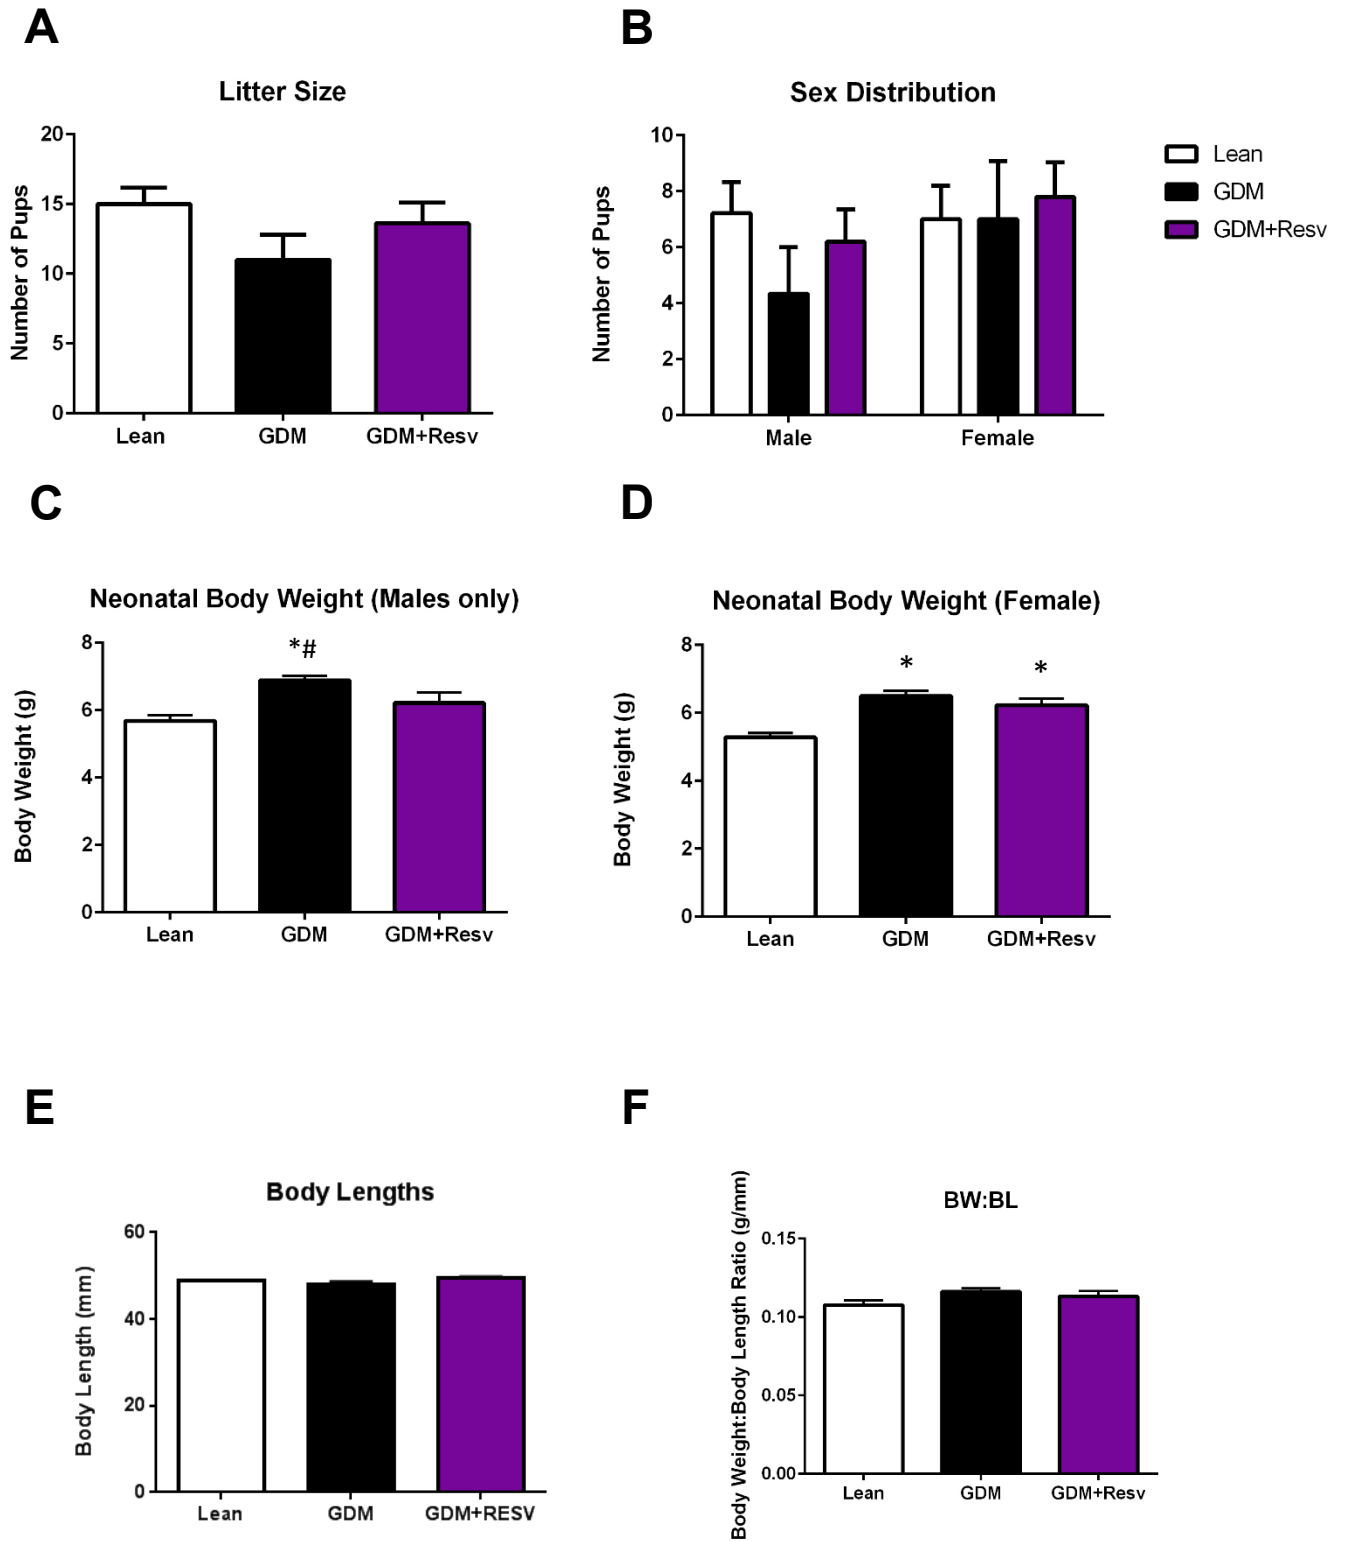 A
Litter Size
Number of Pups
20
15
10
5
0
Lean GDM GDM+Resv
B
Sex Distribution
Number of Pups
10
8
6
4
2
0
Male Female
Lean
GDM
GDM+Resv
C
Neonatal Body Weight (Males only)
Body Weight (g)
8
6
4
2
0
*#
Lean GDM GDM+Resv
D
Neonatal Body Weight (Female)
Body Weight (g)
8
6
4
2
0
* *
Lean GDM GDM+Resv
E
Body Lengths
Body Length (mm)
60
40
20
0
Lean GDM GDM+RESV
F
BW:BL
Body Weight:Body Length Ratio (g/mm)
0.15
0.10
0.05
0.00
Lean GDM GDM+Resv